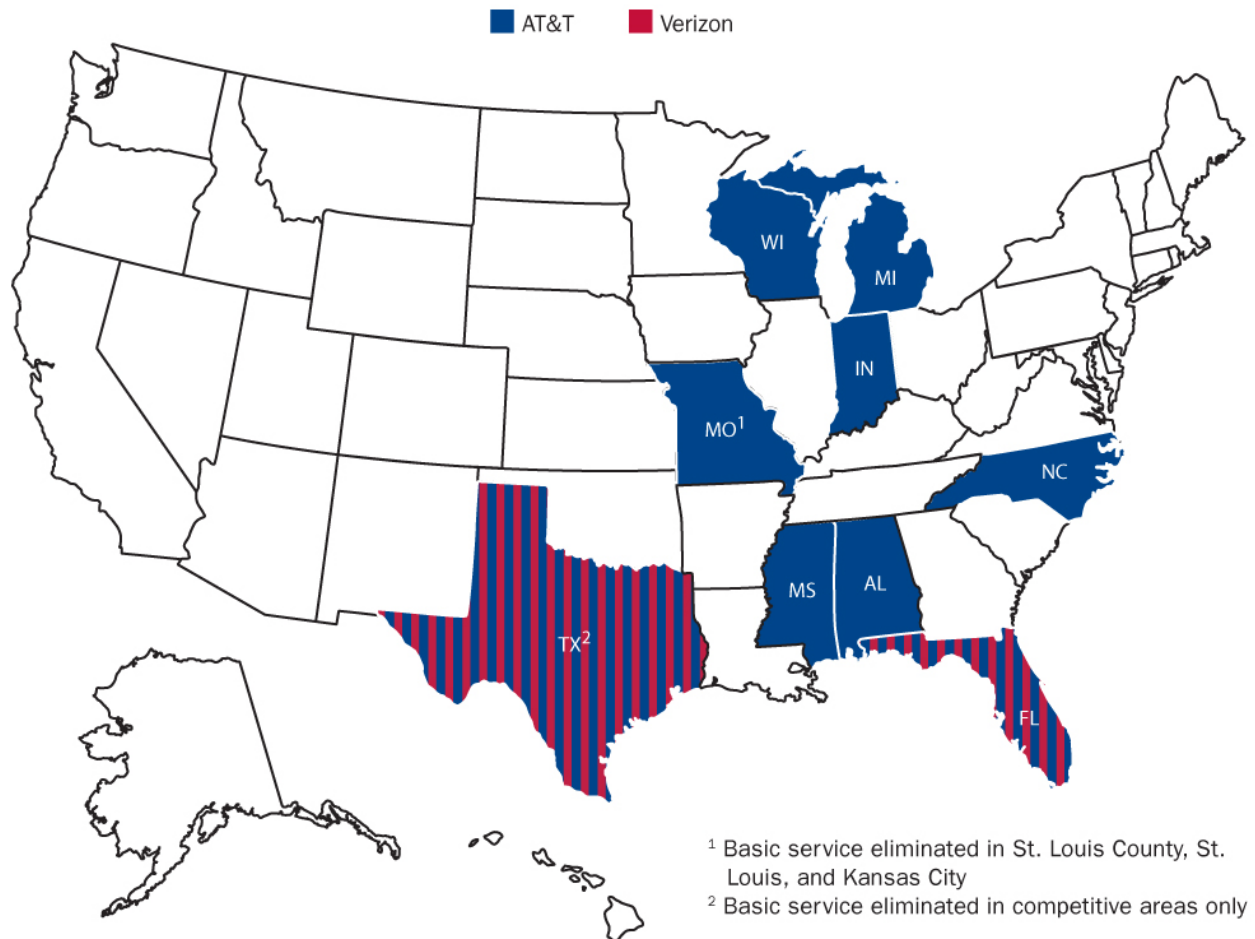 AT&T Verizon
WI
MI
IN
MO¹
NC
MS AL
TX²
FL
¹ Basic service eliminated in St. Louis County, St.
Louis, and Kansas City
² Basic service eliminated in competitive areas only